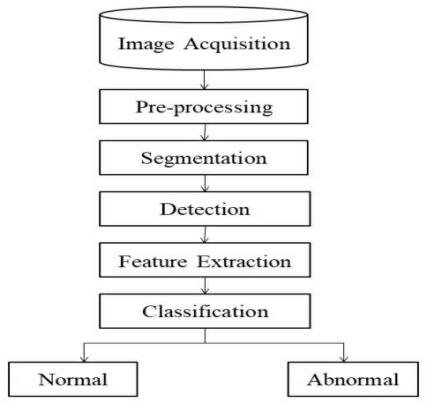 Image Acquisition
Pre-processing
Segmentation
Detection
Feature Extraction
Classification
Normal
Abnormal